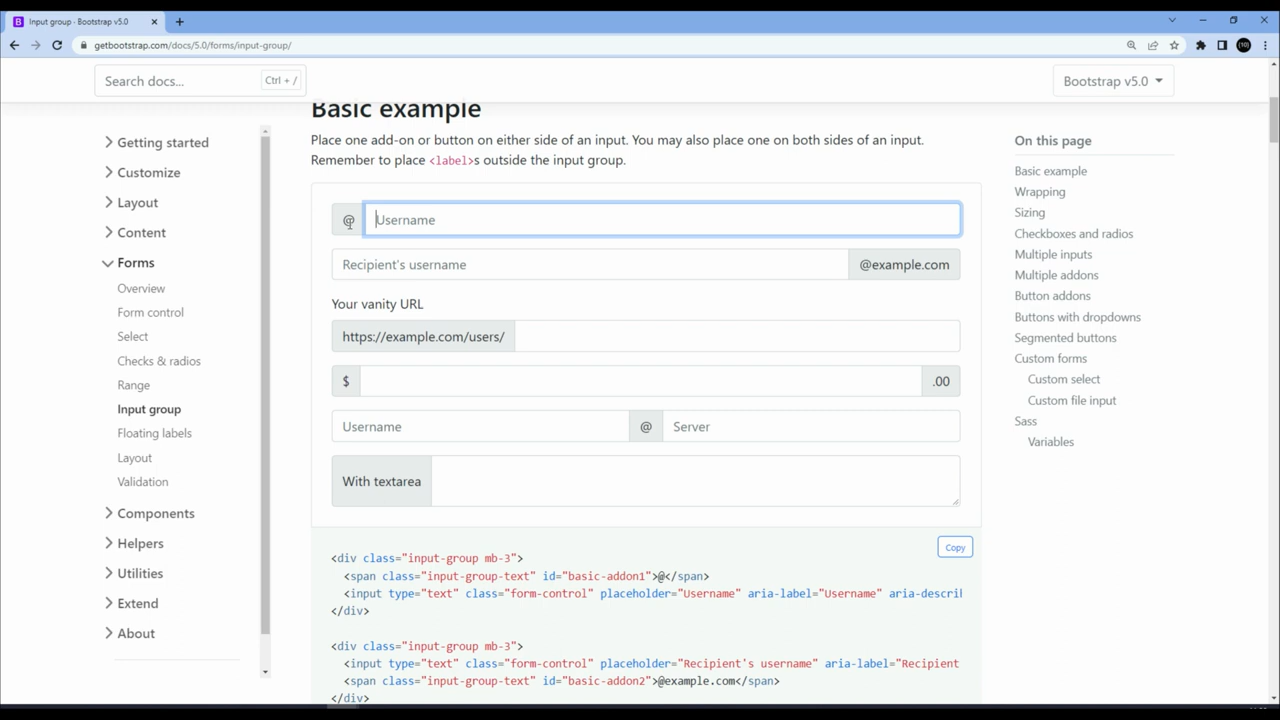 Input group · Bootstrap v5.0
getbootstrap.com/docs/5.0/forms/input-group/
(10)
Search docs...
Ctrl + /
Bootstrap v5.0
Getting started
Customize
Layout
Content
Forms
Overview
Form control
Select
Checks & radios
Range
Input group
Floating labels
Layout
Validation
Components
Helpers
Utilities
Extend
About
Basic example
Place one add-on or button on either side of an input. You may also place one on both sides of an input.
Remember to place <label>s outside the input group.
@ Username
Recipient's username @example.com
Your vanity URL
https://example.com/users/
$ .00
Username @ Server
With textarea
Copy
<div class="input-group mb-3">
<span class="input-group-text" id="basic-addon1">@</span>
<input type="text" class="form-control" placeholder="Username" aria-label="Username" aria-describ
</div>
<div class="input-group mb-3">
<input type="text" class="form-control" placeholder="Recipient's username" aria-label="Recipient
<span class="input-group-text" id="basic-addon2">@example.com</span>
</div>
On this page
Basic example
Wrapping
Sizing
Checkboxes and radios
Multiple inputs
Multiple addons
Button addons
Buttons with dropdowns
Segmented buttons
Custom forms
Custom select
Custom file input
Sass
Variables